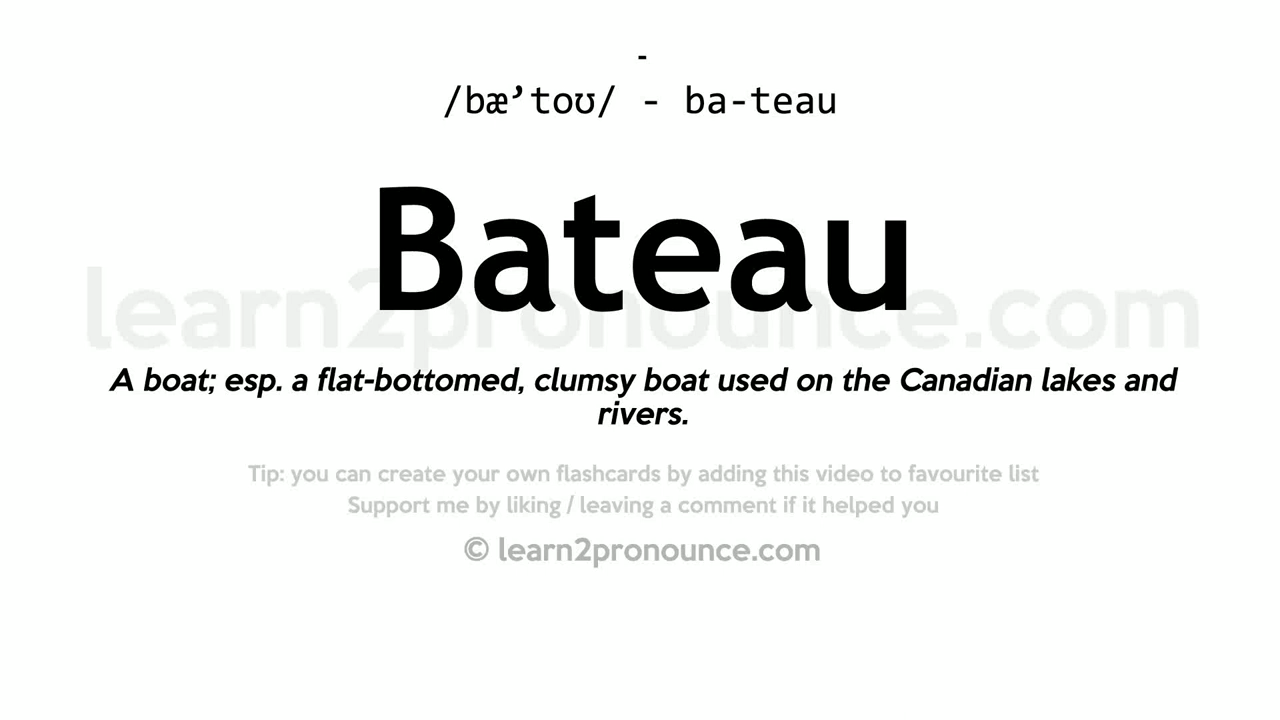 -
/bæ’toʊ/ - ba-teau
Bateau
learn2pronounce.com
A boat; esp. a flat-bottomed, clumsy boat used on the Canadian lakes and
rivers.
Tip: you can create your own flashcards by adding this video to favourite list
Support me by liking / leaving a comment if it helped you
© learn2pronounce.com